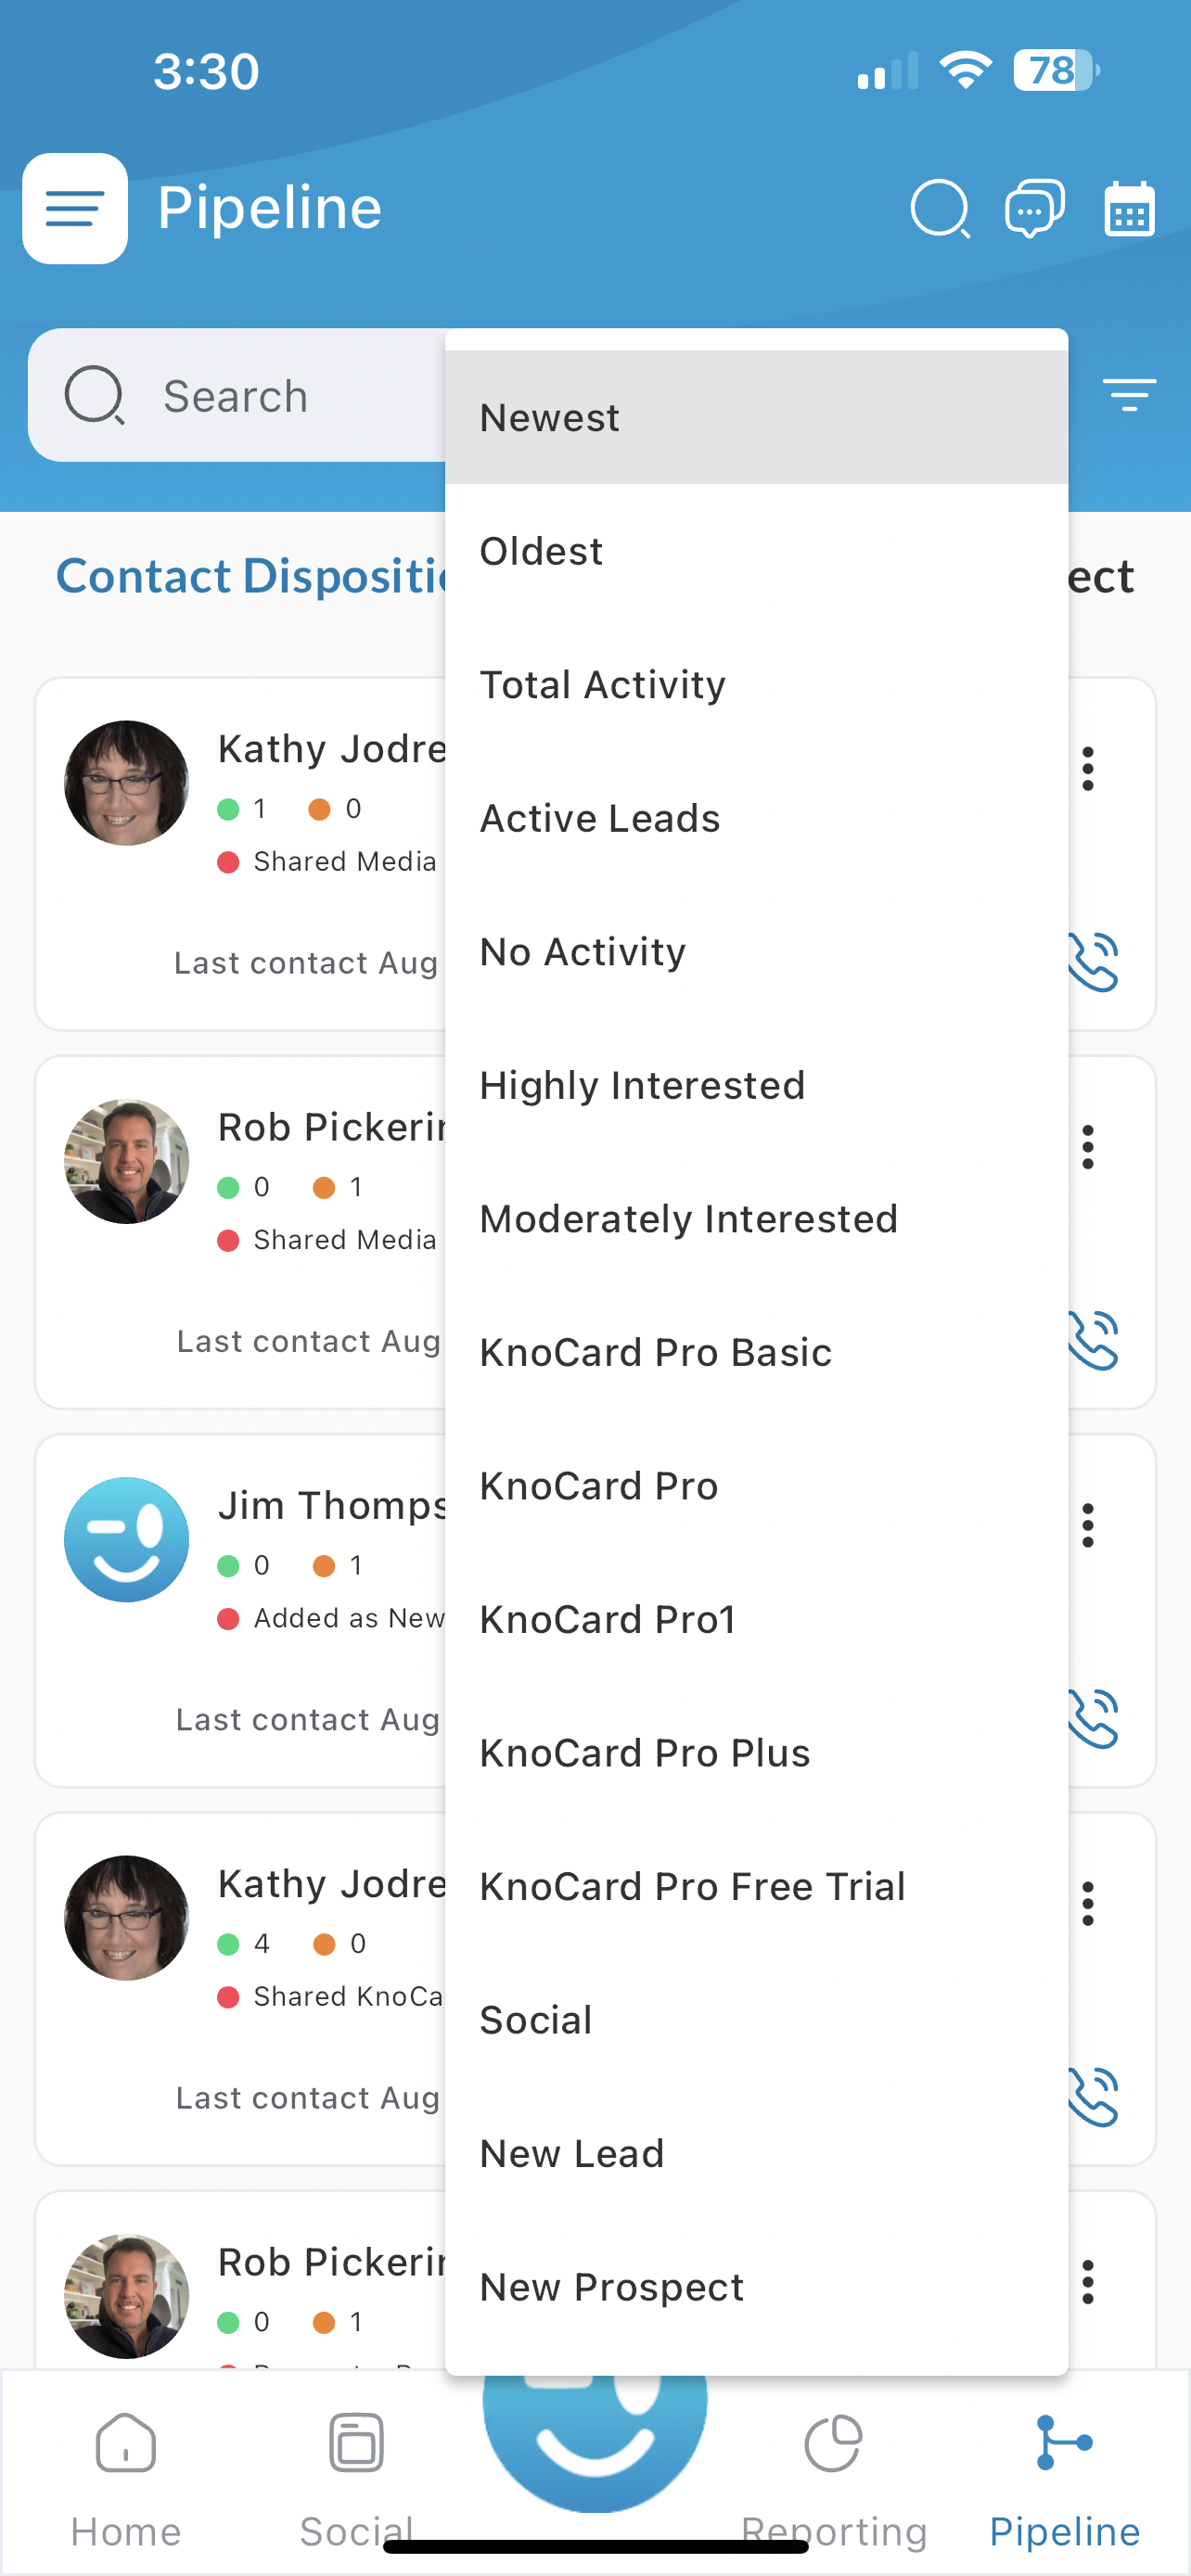 3:30
78
Pipeline
Search
Newest
Oldest
Contact Dispositi
ect
Total Activity
Kathy Jodre
1 0
Active Leads
Shared Media
No Activity
Last contact Aug
Highly Interested
Rob Pickeri
0 1
Moderately Interested
Shared Media
Last contact Aug
KnoCard Pro Basic
KnoCard Pro
Jim Thomps
0 1
Added as New
KnoCard Pro1
Last contact Aug
KnoCard Pro Plus
KnoCard Pro Free Trial
Kathy Jodre
4 0
Shared KnoCa
Social
Last contact Aug
New Lead
Rob Pickeri
New Prospect
0 1
Home
Social
Reporting
Pipeline